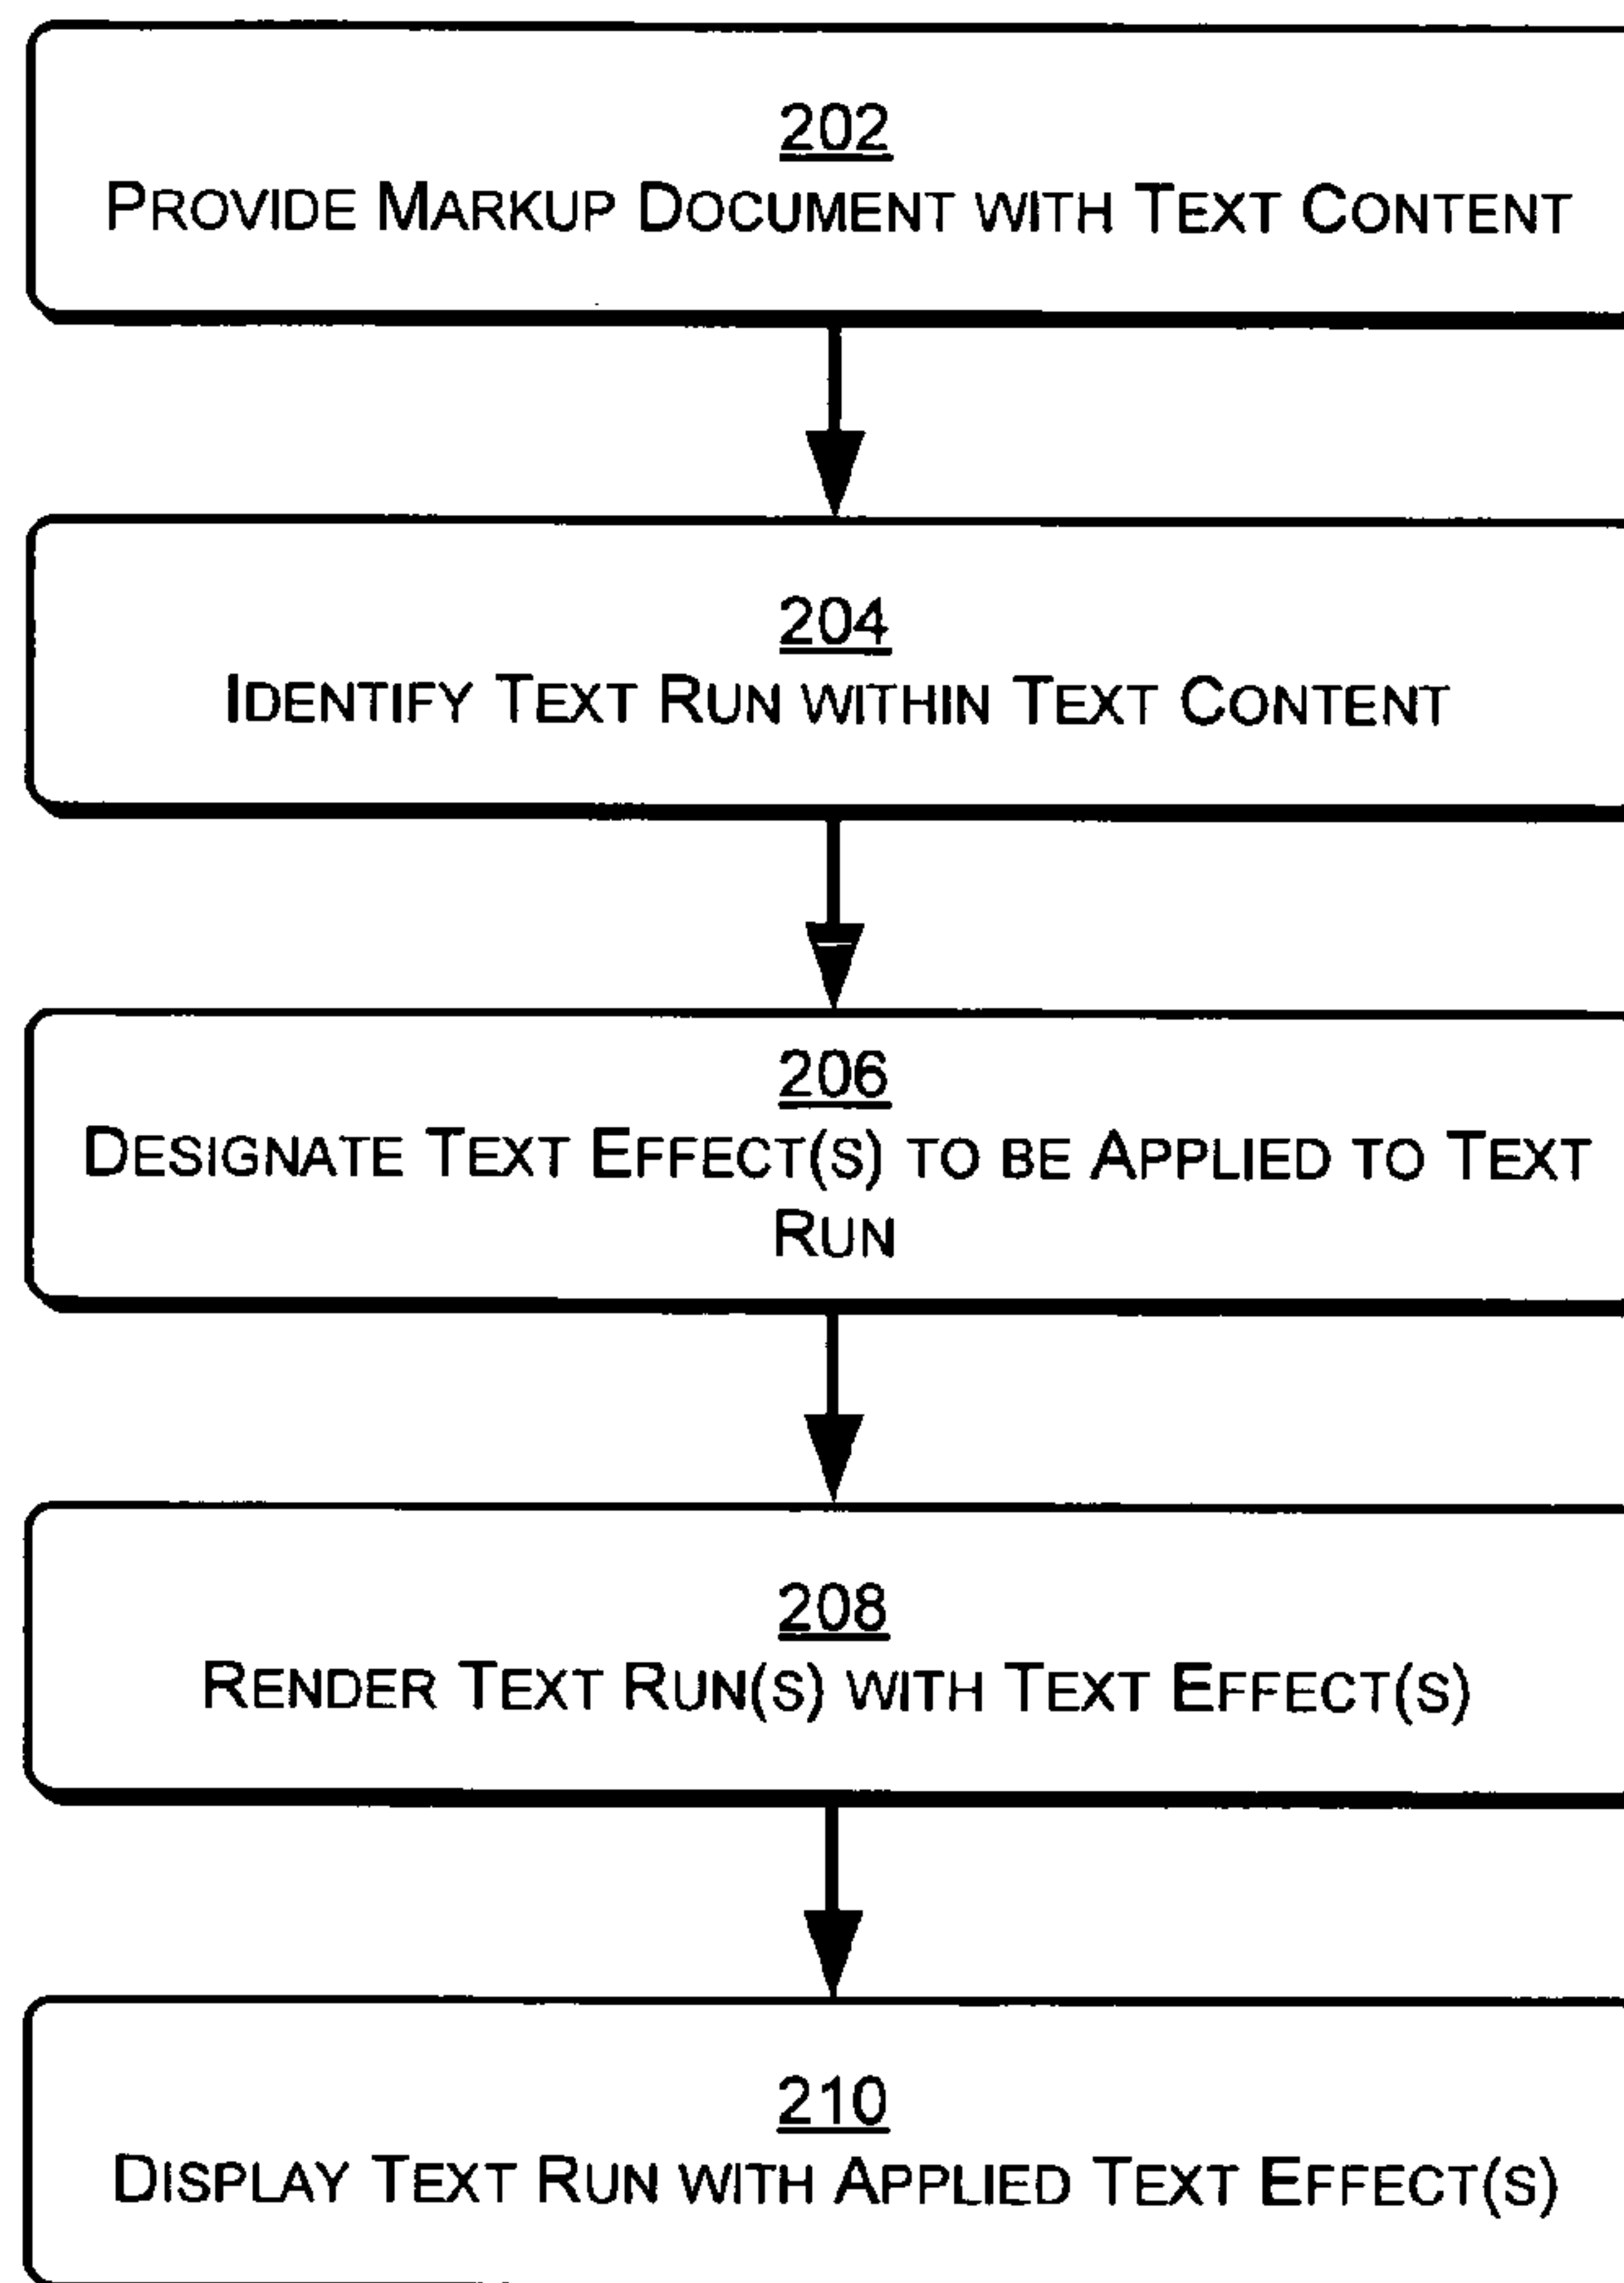 202
PROVIDE MARKUP DOCUMENT WITH TEXT CONTENT
204
IDENTIFY TEXT RUN WITHIN TEXT CONTENT
206
DESIGNATE TEXT EFFECT(S) TO BE APPLIED TO TEXT
RUN
208
RENDER TEXT RUN(S) WITH TEXT EFFECT(S)
210
DISPLAY TEXT RUN WITH APPLIED TEXT EFFECT(S)